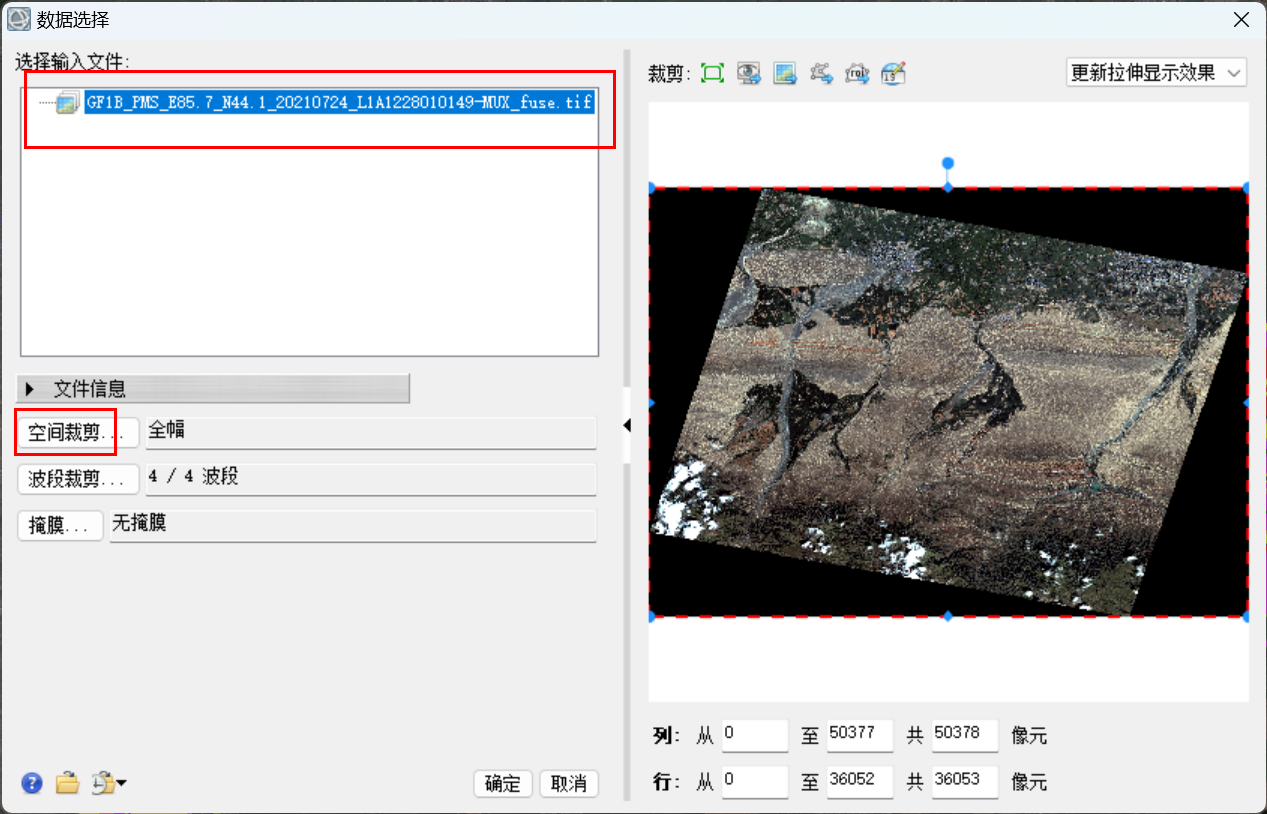 数据选择
选择输入文件:
GF1B_PMS_E85.7_N44.1_20210724_L1A1228010149-MUX_fuse.tif
文件信息
空间裁剪... 全幅
波段裁剪... 4 / 4 波段
掩膜... 无掩膜
确定 取消
裁剪: roi 更新拉伸显示效果
列: 从 0 至 50377 共 50378 像元
行: 从 0 至 36052 共 36053 像元